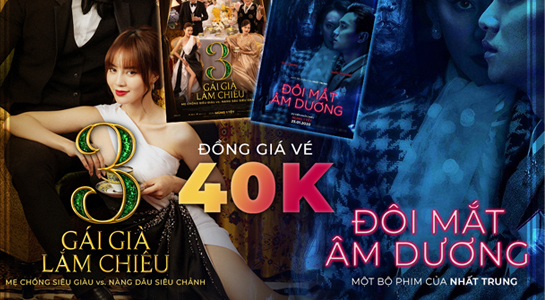 3
GÁI GIÀ
LẮM CHIÊU
ĐÔI MẮT
ÂM DƯƠNG
ĐỒNG GIÁ VÉ
40K
3
GÁI GIÀ
LẮM CHIÊU
MẸ CHỒNG SIÊU GIÀU vs. NÀNG DÂU SIÊU CHẢNH
ĐÔI MẮT
ÂM DƯƠNG
MỘT BỘ PHIM CỦA NHẤT TRUNG